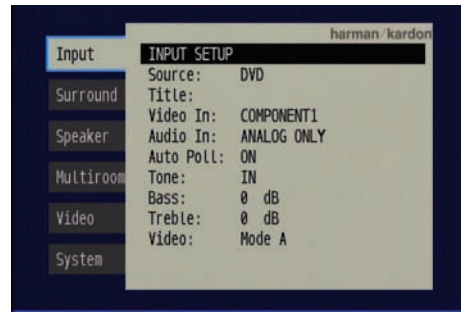 harman/kardon
Input
Surround
Speaker
Multiroom
Video
System
INPUT SETUP
Source: DVD
Title:
Video In: COMPONENT1
Audio In: ANALOG ONLY
Auto Poll: ON
Tone: IN
Bass: 0 dB
Treble: 0 dB
Video: Mode A